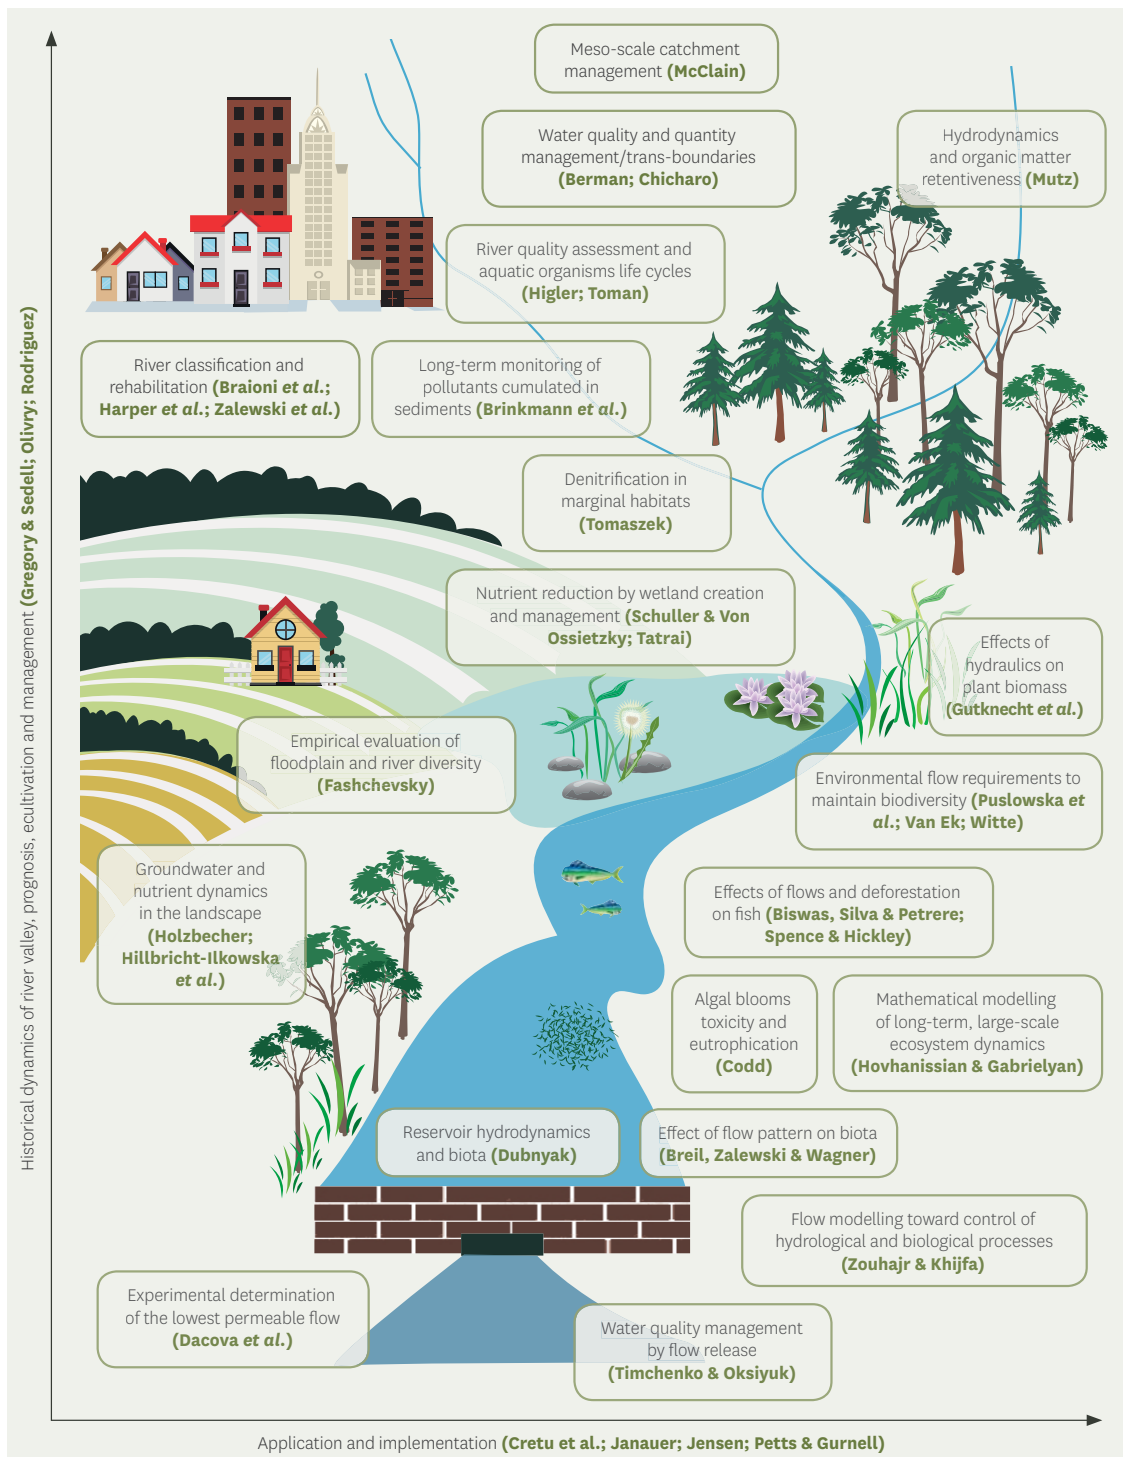 Meso-scale catchment
management (McClain)
Water quality and quantity
management/trans-boundaries
(Berman; Chicharo)
Hydrodynamics
and organic matter
retentiveness (Mutz)
River quality assessment and
aquatic organisms life cycles
(Higler; Toman)
River classification and
rehabilitation (Braioni et al.;
Harper et al.; Zalewski et al.)
Long-term monitoring of
pollutants cumulated in
sediments (Brinkmann et al.)
Denitrification in
marginal habitats
(Tomaszek)
Nutrient reduction by wetland creation
and management (Schuller & Von
Ossietzky; Tatrai)
Effects of
hydraulics on
plant biomass
(Gutknecht et al.)
Empirical evaluation of
floodplain and river diversity
(Fashchevsky)
Environmental flow requirements to
maintain biodiversity (Puslowska et
al.; Van Ek; Witte)
Groundwater and
nutrient dynamics
in the landscape
(Holzbecher;
Hillbricht-Ilkowska
et al.)
Effects of flows and deforestation
on fish (Biswas, Silva & Petrere;
Spence & Hickley)
Algal blooms
toxicity and
eutrophication
(Codd)
Mathematical modelling
of long-term, large-scale
ecosystem dynamics
(Hovhanissian & Gabrielyan)
Reservoir hydrodynamics
and biota (Dubnyak)
Effect of flow pattern on biota
(Breil, Zalewski & Wagner)
Flow modelling toward control of
hydrological and biological processes
(Zouhajr & Khijfa)
Experimental determination
of the lowest permeable flow
(Dacova et al.)
Water quality management
by flow release
(Timchenko & Oksiyuk)
Historical dynamics of river valley, prognosis, ecultivation and management (Gregory & Sedell; Olivry; Rodriguez)
Application and implementation (Cretu et al.; Janauer; Jensen; Petts & Gurnell)